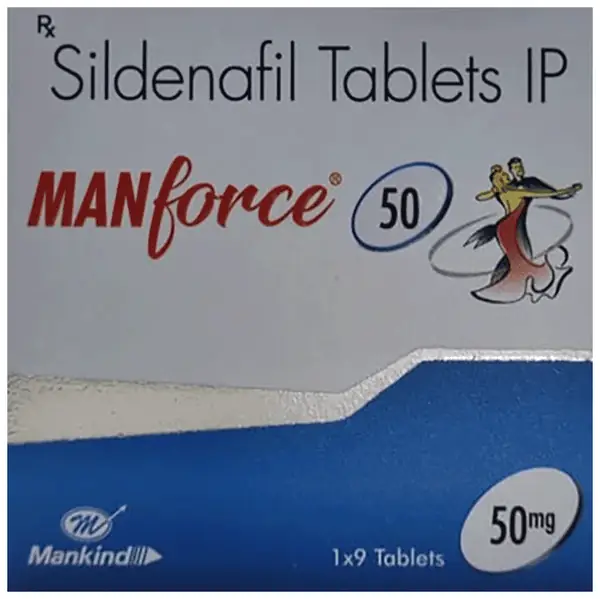 Rx
Sildenafil Tablets IP
MANforce® 50
50mg
m
Mankind
1x9 Tablets